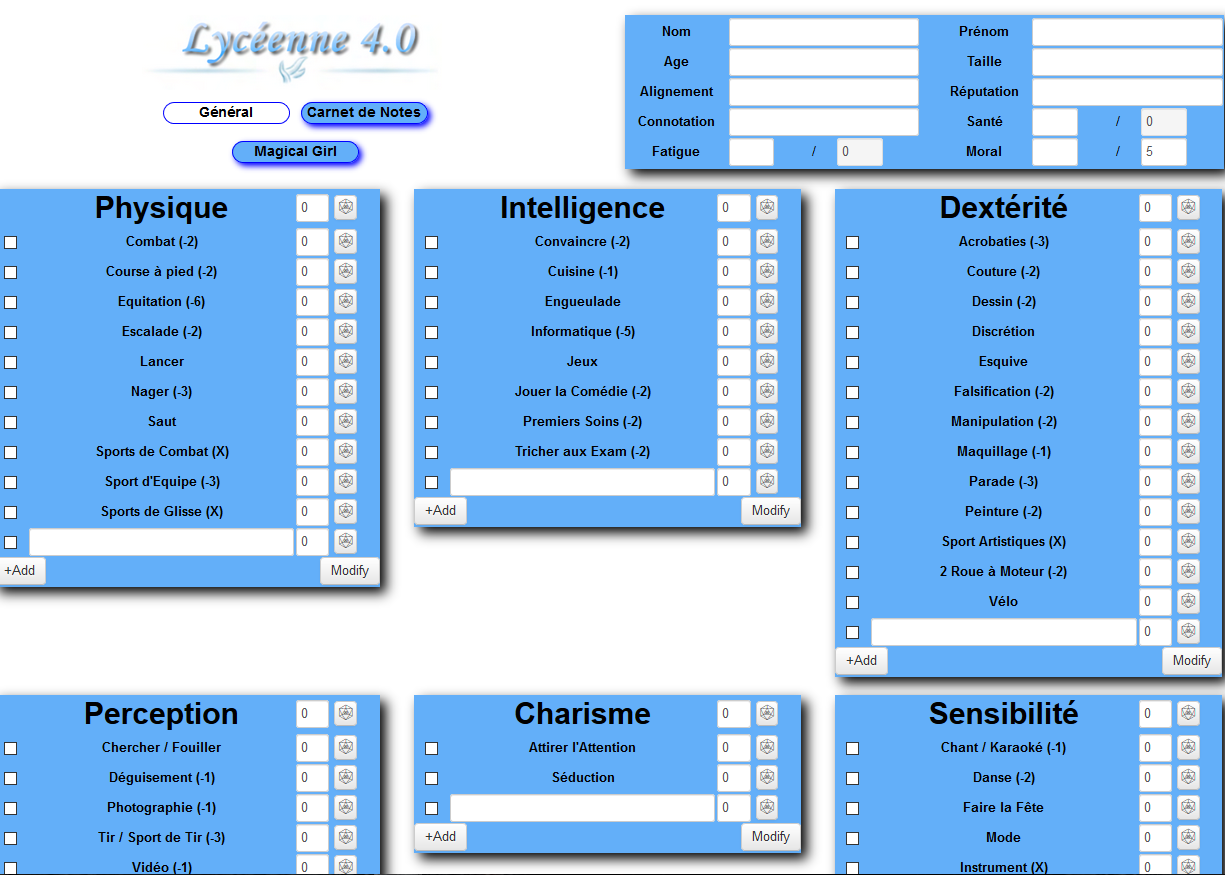 Lycéenne 4.0
Général Carnet de Notes
Magical Girl
Nom Prénom
Age Taille
Alignement Réputation
Connotation Santé / 0
Fatigue / 0 Moral / 5
Physique 0
Combat (-2) 0
Course à pied (-2) 0
Equitation (-6) 0
Escalade (-2) 0
Lancer 0
Nager (-3) 0
Saut 0
Sports de Combat (X) 0
Sport d'Equipe (-3) 0
Sports de Glisse (X) 0
0
+Add Modify
Intelligence 0
Convaincre (-2) 0
Cuisine (-1) 0
Engueulade 0
Informatique (-5) 0
Jeux 0
Jouer la Comédie (-2) 0
Premiers Soins (-2) 0
Tricher aux Exam (-2) 0
0
+Add Modify
Dextérité 0
Acrobaties (-3) 0
Couture (-2) 0
Dessin (-2) 0
Discrétion 0
Esquive 0
Falsification (-2) 0
Manipulation (-2) 0
Maquillage (-1) 0
Parade (-3) 0
Peinture (-2) 0
Sport Artistiques (X) 0
2 Roue à Moteur (-2) 0
Vélo 0
0
+Add Modify
Perception 0
Chercher / Fouiller 0
Déguisement (-1) 0
Photographie (-1) 0
Tir / Sport de Tir (-3) 0
Vidéo (-1) 0
Charisme 0
Attirer l'Attention 0
Séduction 0
0
+Add Modify
Sensibilité 0
Chant / Karaoké (-1) 0
Danse (-2) 0
Faire la Fête 0
Mode 0
Instrument (X) 0